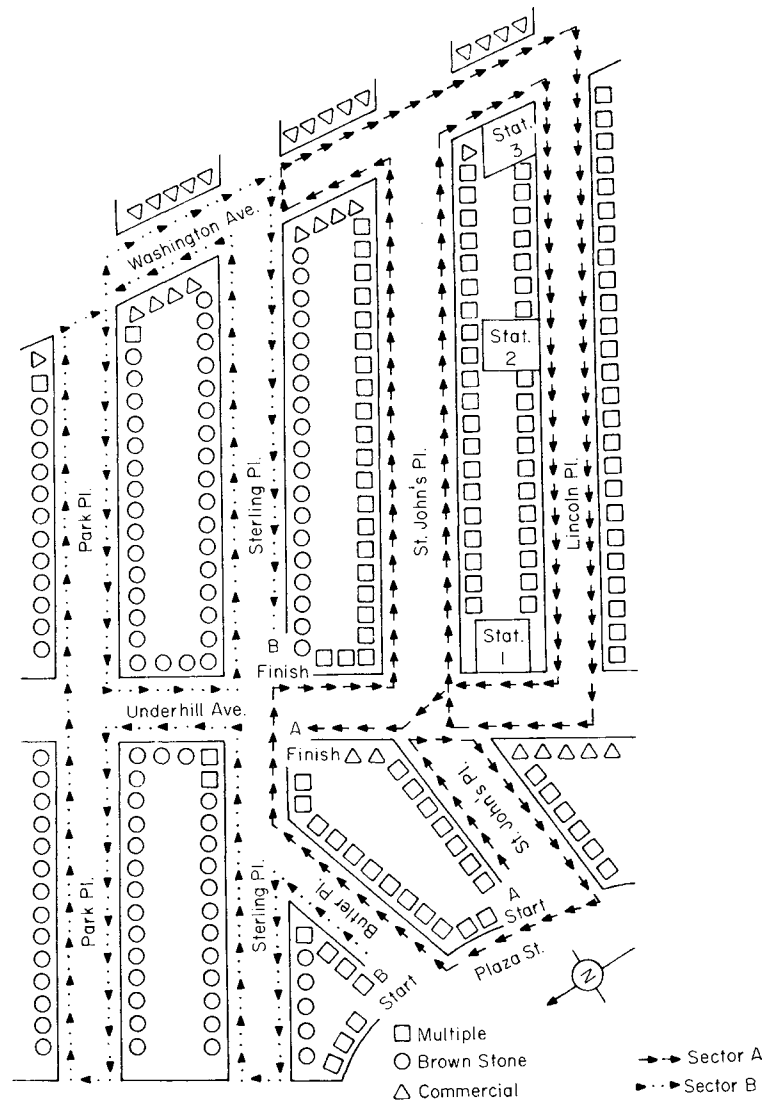 Stat.
3
Washington Ave.
Stat.
2
Park Pl.
Sterling Pl.
St. John's Pl.
Lincoln Pl.
Stat.
1
B
Finish
Underhill Ave.
A
Finish
St. John's Pl.
Park Pl.
Sterling Pl.
Butler Pl.
A
Start
B
Start
Plaza St.
N
Multiple
Brown Stone
Commercial
Sector A
Sector B